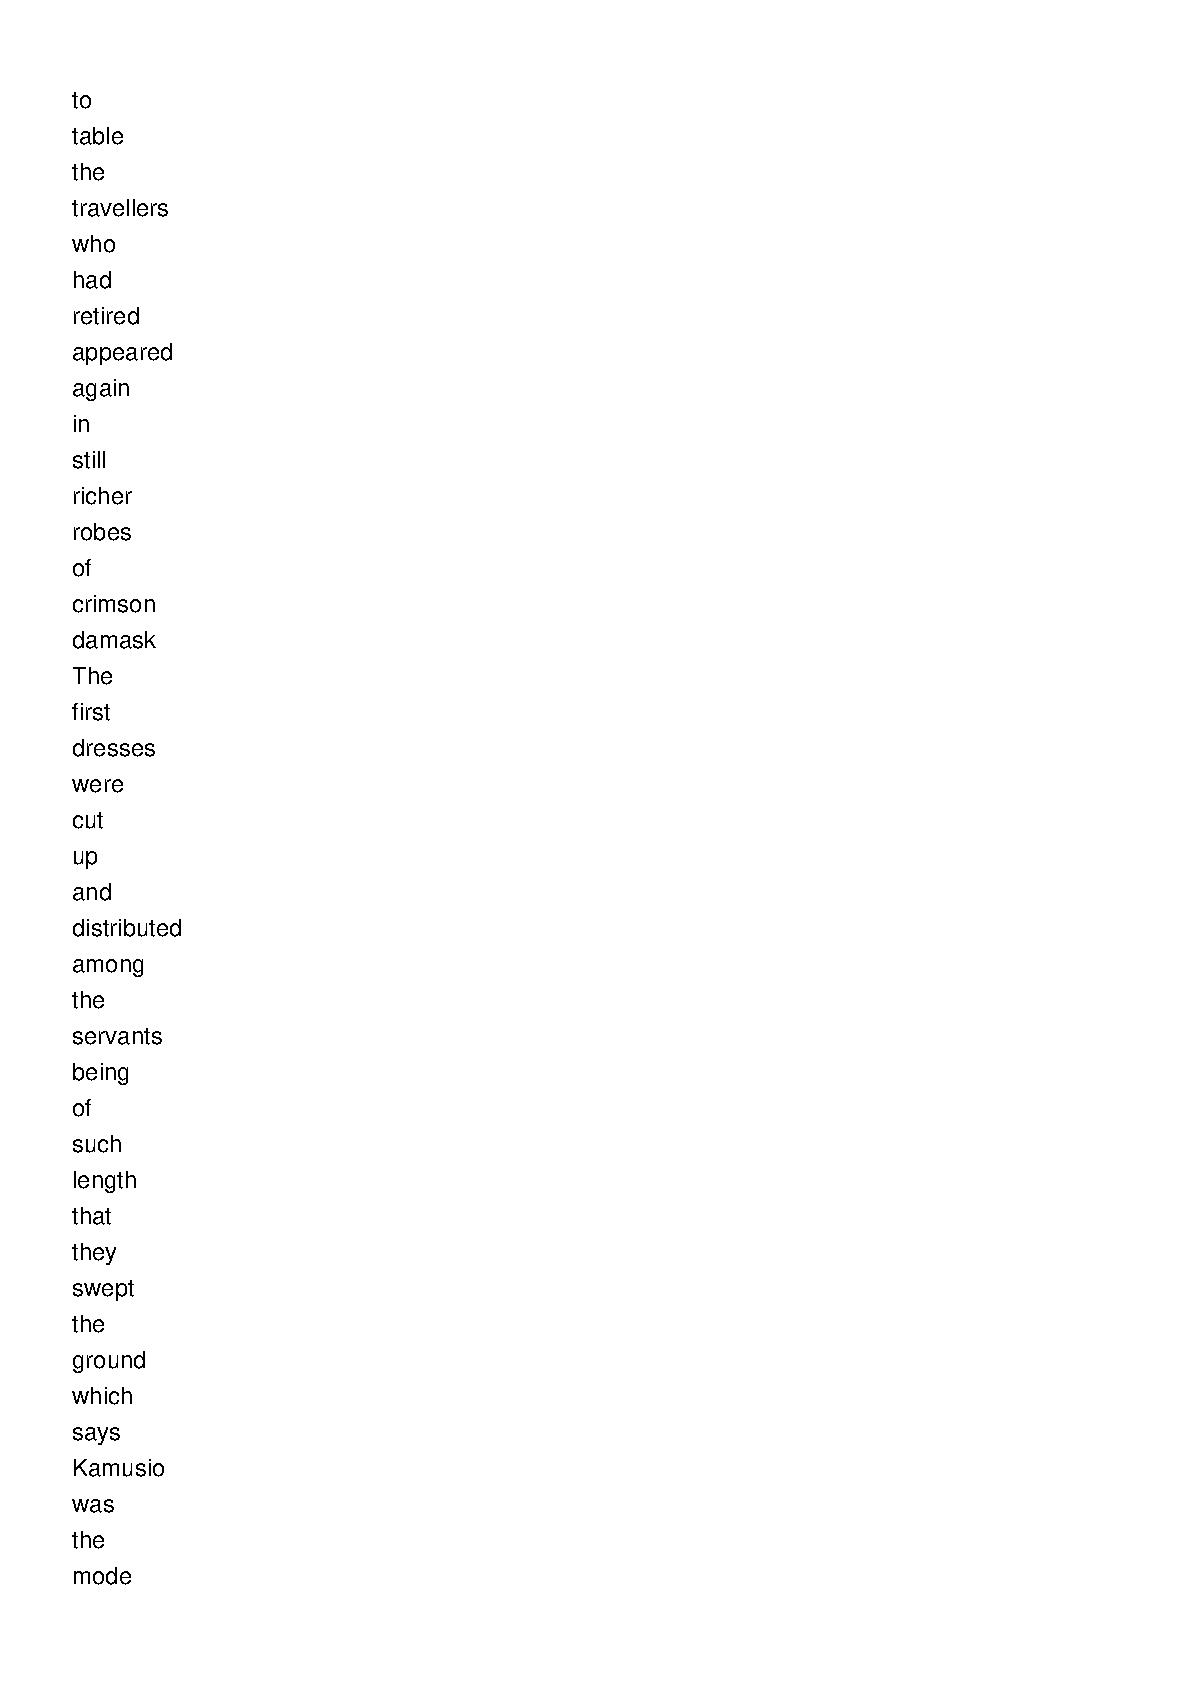 to
table
the
travellers
who
had
retired
appeared
again
in
still
richer
robes
of
crimson
damask
The
first
dresses
were
cut
up
and
distributed
among
the
servants
being
of
such
length
that
they
swept
the
ground
which
says
Kamusio
was
the
mode